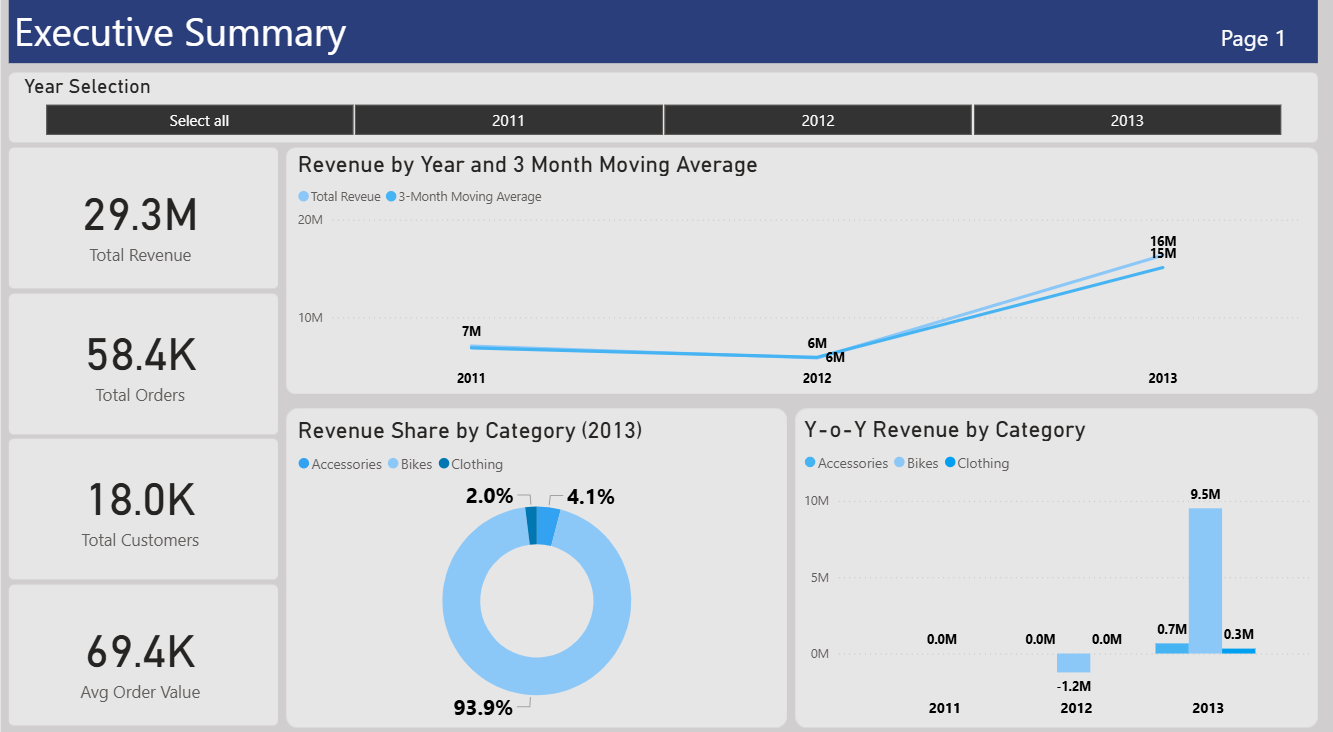 Executive Summary
Page 1
Year Selection
Select all
2011
2012
2013
29.3M
Total Revenue
58.4K
Total Orders
18.0K
Total Customers
69.4K
Avg Order Value
Revenue by Year and 3 Month Moving Average
Total Reveue
3-Month Moving Average
20M
10M
7M
6M
6M
16M
15M
2011
2012
2013
Revenue Share by Category (2013)
Accessories
Bikes
Clothing
2.0%
4.1%
93.9%
Y-o-Y Revenue by Category
Accessories
Bikes
Clothing
10M
5M
0M
0.0M
0.0M
-1.2M
0.0M
0.7M
9.5M
0.3M
2011
2012
2013